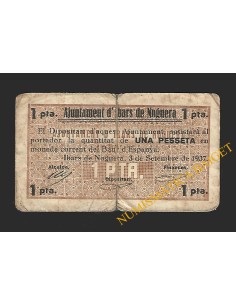 1 pta. Ajuntament d'Ibars de Noguera 1 pta.
El Dipositari d'aquest Ajuntament, satisfarà al
portador la quantitat de UNA PESSETA en
moneda corrent del Banc d'Espanya.
Ibars de Noguera, 3 de Setembre de 1937.
Alcalde,
Finances,
1 PTA.
Dipositari,
1 pta. 1 pta.